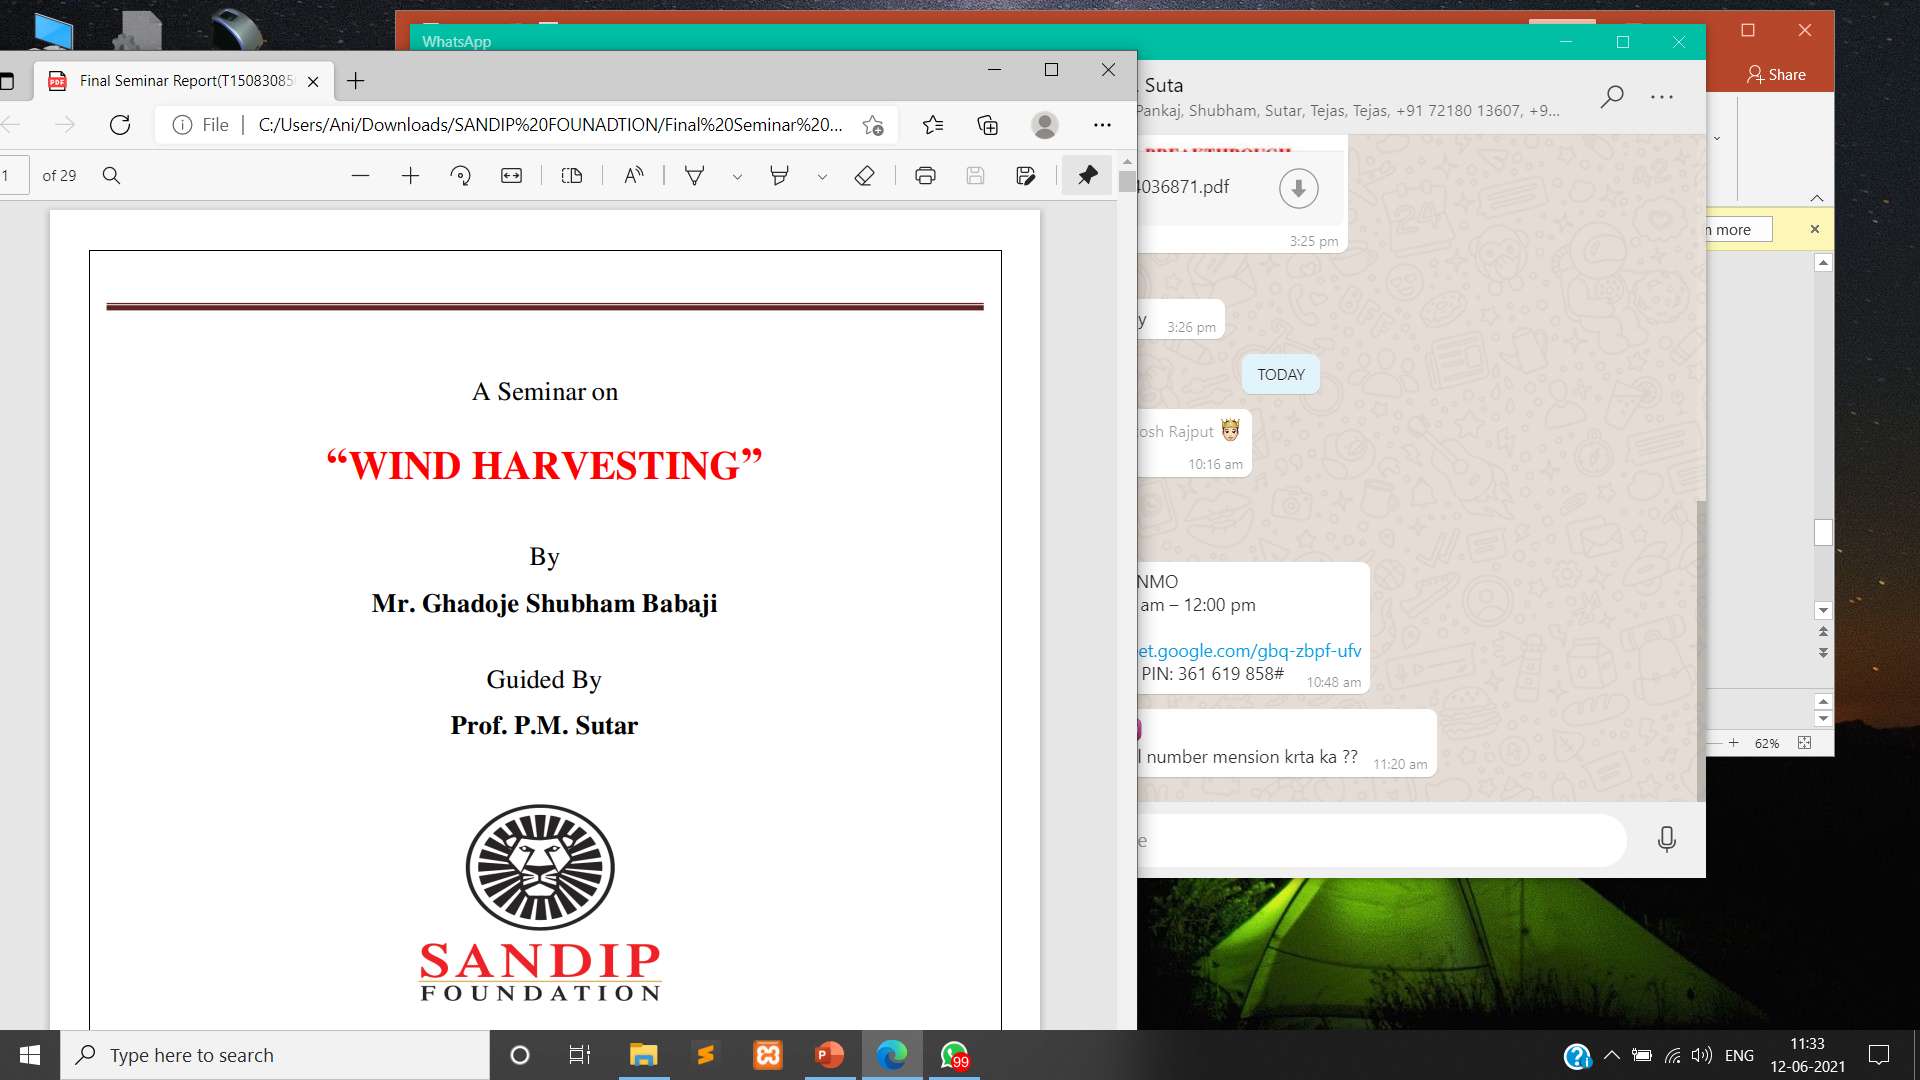 WhatsApp
Share
Final Seminar Report(T15083085
File
C:/Users/Ani/Downloads/SANDIP%20FOUNADTION/Final%20Seminar%20...
1 of 29
A Seminar on
“WIND HARVESTING”
By
Mr. Ghadoje Shubham Babaji
Guided By
Prof. P.M. Sutar
SANDIP
FOUNDATION
. Suta
Pankaj, Shubham, Sutar, Tejas, Tejas, +91 72180 13607, +9...
BREAKTHROUGH
4036871.pdf
3:25 pm
y
3:26 pm
TODAY
tosh Rajput
10:16 am
NMO
am – 12:00 pm
et.google.com/gbq-zbpf-ufv
PIN: 361 619 858#
10:48 am
l number mension krta ka ??
11:20 am
e
n more
62%
Type here to search
99
ENG
11:33
12-06-2021